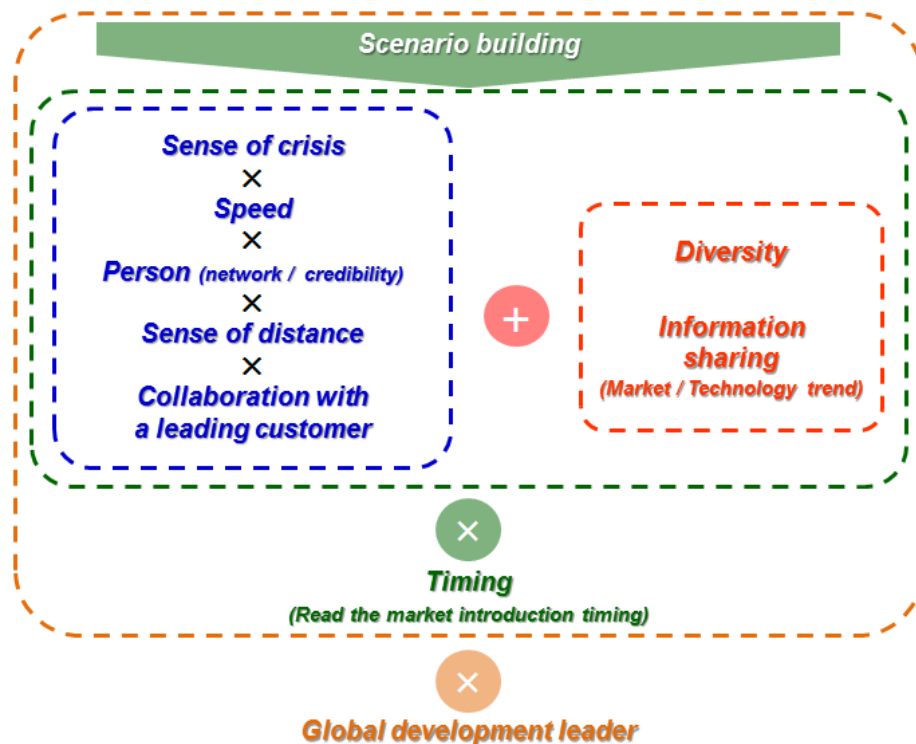 Scenario building
Sense of crisis
×
Speed
×
Person (network / credibility)
×
Sense of distance
×
Collaboration with
a leading customer
+
Diversity
Information
sharing
(Market / Technology trend)
×
Timing
(Read the market introduction timing)
×
Global development leader